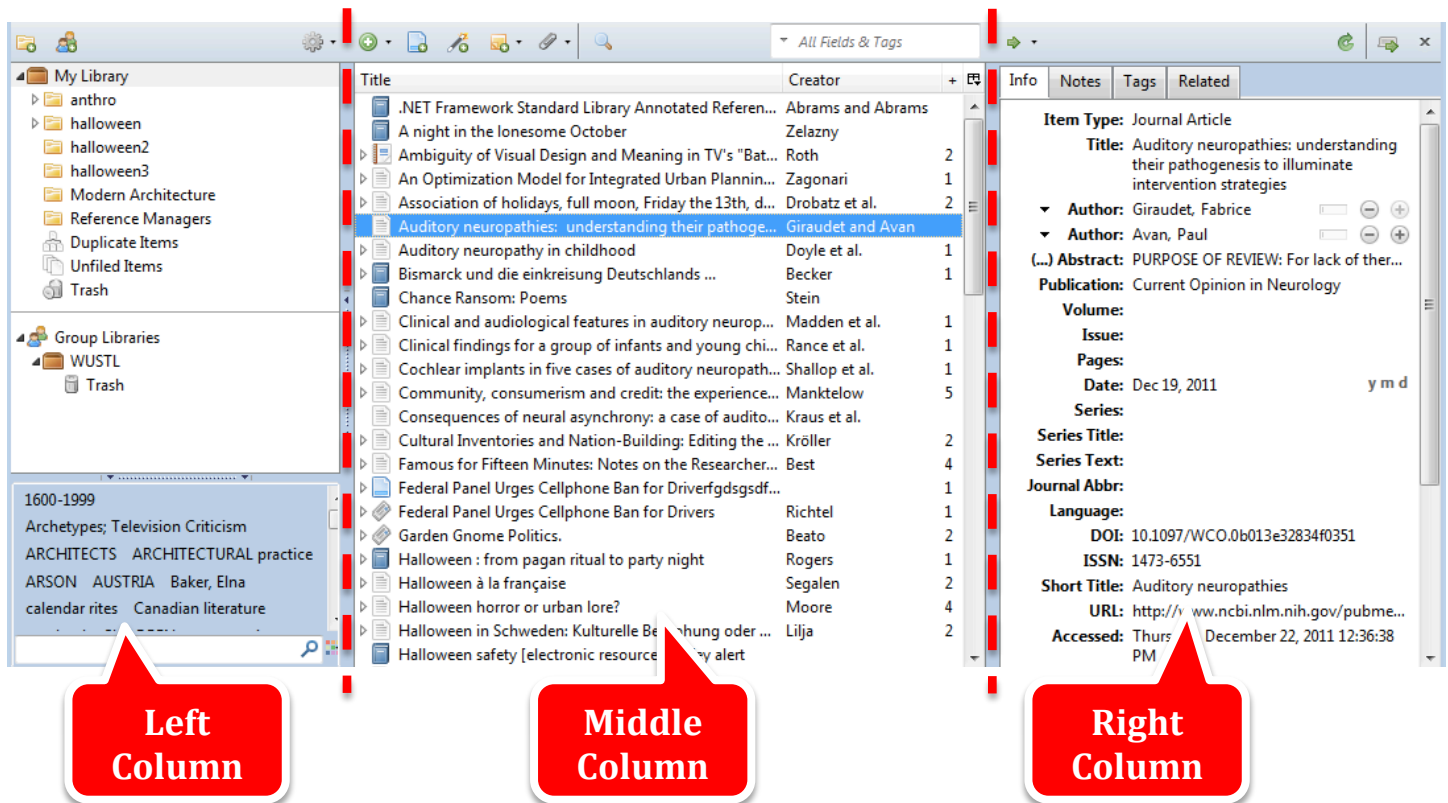 All Fields & Tags
My Library
anthro
halloween
halloween2
halloween3
Modern Architecture
Reference Managers
Duplicate Items
Unfiled Items
Trash
Group Libraries
WUSTL
Trash
1600-1999
Archetypes; Television Criticism
ARCHITECTS ARCHITECTURAL practice
ARSON AUSTRIA Baker, Elna
calendar rites Canadian literature
Title Creator +
.NET Framework Standard Library Annotated Referen... Abrams and Abrams
A night in the lonesome October Zelazny
Ambiguity of Visual Design and Meaning in TV's "Bat... Roth 2
An Optimization Model for Integrated Urban Plannin... Zagonari 1
Association of holidays, full moon, Friday the 13th, d... Drobatz et al. 2
Auditory neuropathies: understanding their pathoge... Giraudet and Avan
Auditory neuropathy in childhood Doyle et al. 1
Bismarck und die einkreisung Deutschlands ... Becker 1
Chance Ransom: Poems Stein
Clinical and audiological features in auditory neurop... Madden et al. 1
Clinical findings for a group of infants and young chi... Rance et al. 1
Cochlear implants in five cases of auditory neuropath... Shallop et al. 1
Community, consumerism and credit: the experience... Manktelow 5
Consequences of neural asynchrony: a case of audito... Kraus et al.
Cultural Inventories and Nation-Building: Editing the ... Kröller 2
Famous for Fifteen Minutes: Notes on the Researcher... Best 4
Federal Panel Urges Cellphone Ban for Driverfgdsgsdf... 1
Federal Panel Urges Cellphone Ban for Drivers Richtel 1
Garden Gnome Politics. Beato 2
Halloween : from pagan ritual to party night Rogers 1
Halloween à la française Segalen 2
Halloween horror or urban lore? Moore 4
Halloween in Schweden: Kulturelle oder ... Lilja 2
Halloween safety [electronic resource alert
Info Notes Tags Related
Item Type: Journal Article
Title: Auditory neuropathies: understanding
their pathogenesis to illuminate
intervention strategies
Author: Giraudet, Fabrice
Author: Avan, Paul
(...) Abstract: PURPOSE OF REVIEW: For lack of ther...
Publication: Current Opinion in Neurology
Volume:
Issue:
Pages:
Date: Dec 19, 2011 y m d
Series:
Series Title:
Series Text:
Journal Abbr:
Language:
DOI: 10.1097/WCO.0b013e32834f0351
ISSN: 1473-6551
Short Title: Auditory neuropathies
URL: http://www.ncbi.nlm.nih.gov/pubme...
Accessed: December 22, 2011 12:36:38
PM
Left
Column
Middle
Column
Right
Column